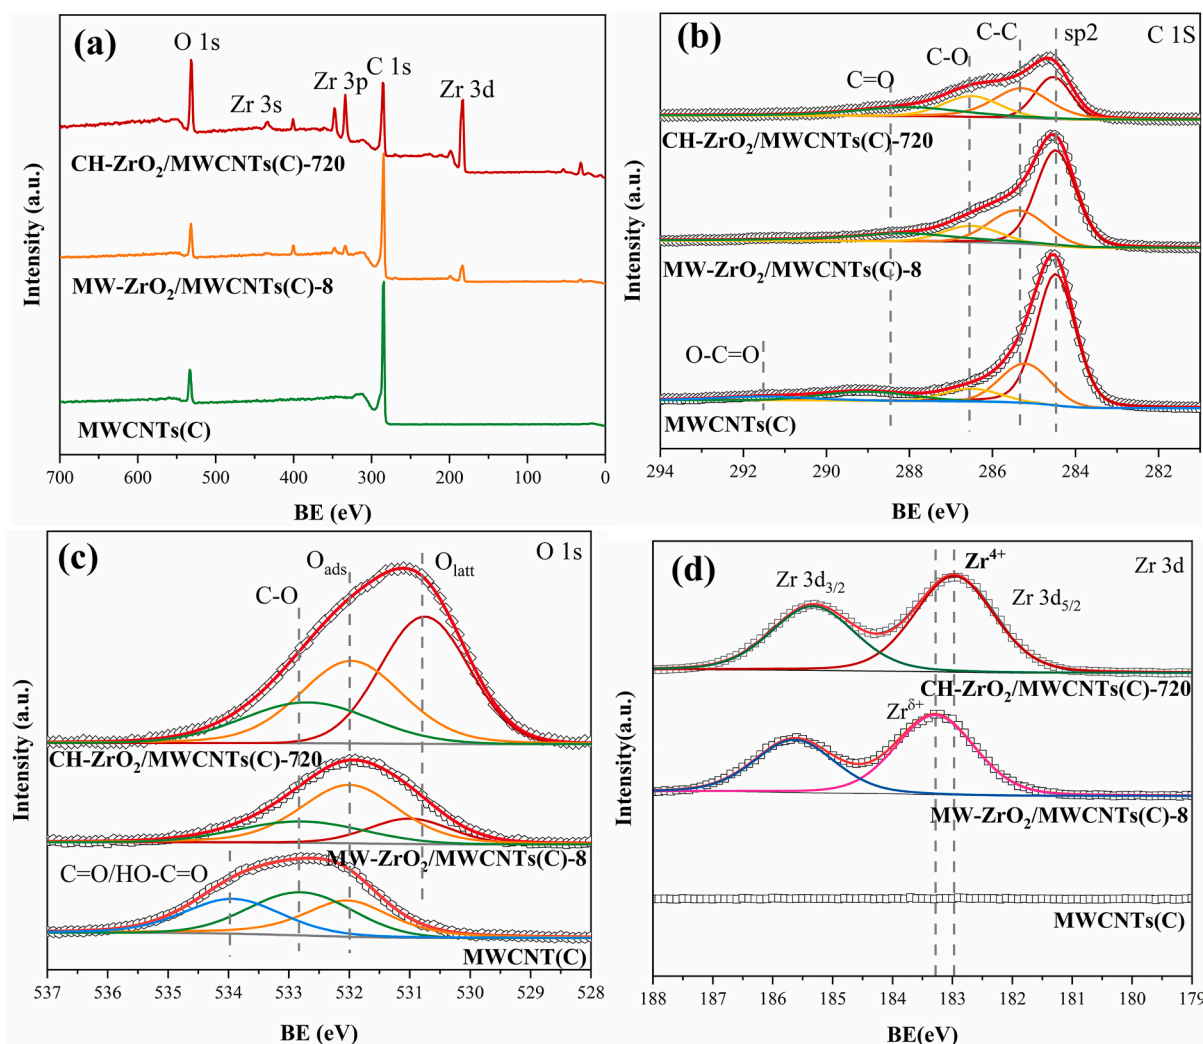 (a)
O 1s
Zr 3s
Zr 3p
C 1s
Zr 3d
CH-ZrO₂/MWCNTs(C)-720
MW-ZrO₂/MWCNTs(C)-8
MWCNTs(C)
Intensity (a.u.)
700 600 500 400 300 200 100 0
BE (eV)
(b)
C 1S
C=O
C-O
C-C
sp2
CH-ZrO₂/MWCNTs(C)-720
MW-ZrO₂/MWCNTs(C)-8
O-C=O
MWCNTs(C)
Intensity (a.u.)
294 292 290 288 286 284 282
BE (eV)
(c)
O 1s
C-O
Oads
Olatt
CH-ZrO₂/MWCNTs(C)-720
MW-ZrO₂/MWCNTs(C)-8
C=O/HO-C=O
MWCNT(C)
Intensity (a.u.)
537 536 535 534 533 532 531 530 529 528
BE (eV)
(d)
Zr 3d
Zr 3d3/2
Zr⁴⁺
Zr 3d5/2
CH-ZrO₂/MWCNTs(C)-720
Zrᵟ⁺
MW-ZrO₂/MWCNTs(C)-8
MWCNTs(C)
Intensity(a.u.)
188 187 186 185 184 183 182 181 180 179
BE(eV)